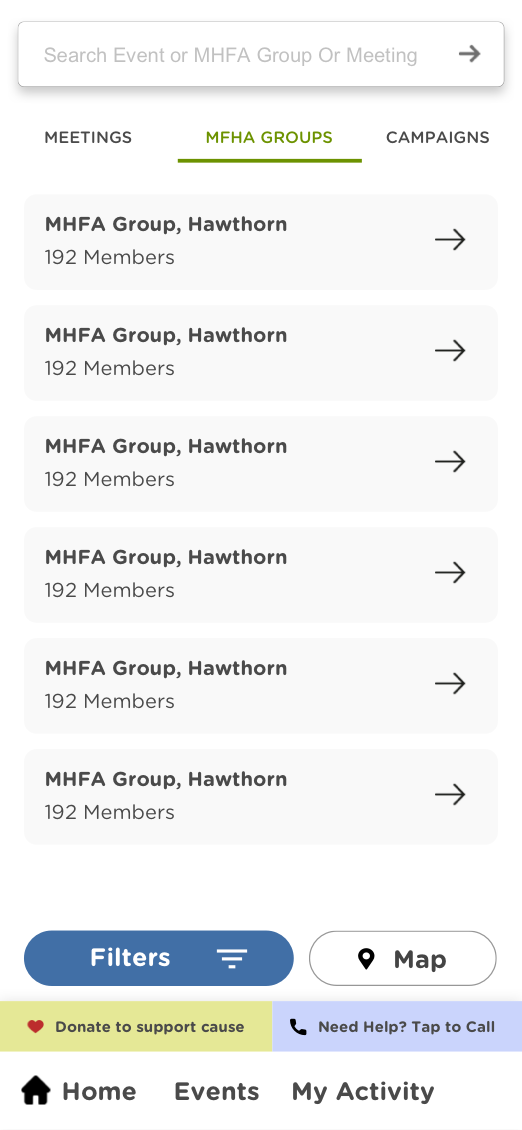 Search Event or MHFA Group Or Meeting
MEETINGS MFHA GROUPS CAMPAIGNS
MHFA Group, Hawthorn
192 Members
MHFA Group, Hawthorn
192 Members
MHFA Group, Hawthorn
192 Members
MHFA Group, Hawthorn
192 Members
MHFA Group, Hawthorn
192 Members
MHFA Group, Hawthorn
192 Members
Filters Map
Donate to support cause Need Help? Tap to Call
Home Events My Activity